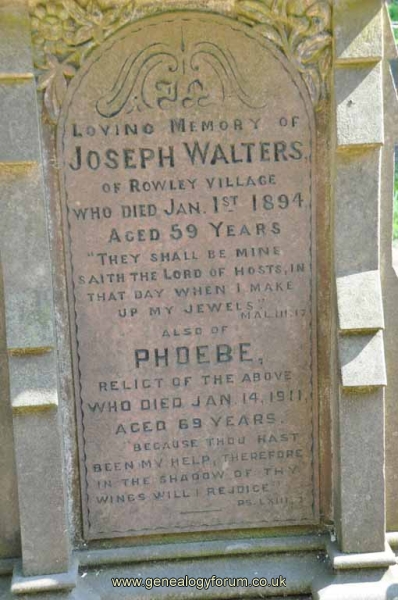 LOVING MEMORY OF
JOSEPH WALTERS,
OF ROWLEY VILLAGE
WHO DIED JAN. 1ST 1894,
AGED 59 YEARS
"THEY SHALL BE MINE
SAITH THE LORD OF HOSTS, IN
THAT DAY WHEN I MAKE
UP MY JEWELS"
MAL. III. 17
ALSO OF
PHOEBE,
RELICT OF THE ABOVE
WHO DIED JAN. 14, 1911,
AGED 69 YEARS.
"BECAUSE THOU HAST
BEEN MY HELP, THEREFORE
IN THE SHADOW OF THY
WINGS WILL I REJOICE"
PS. LXIII. 7
www.genealogyforum.co.uk